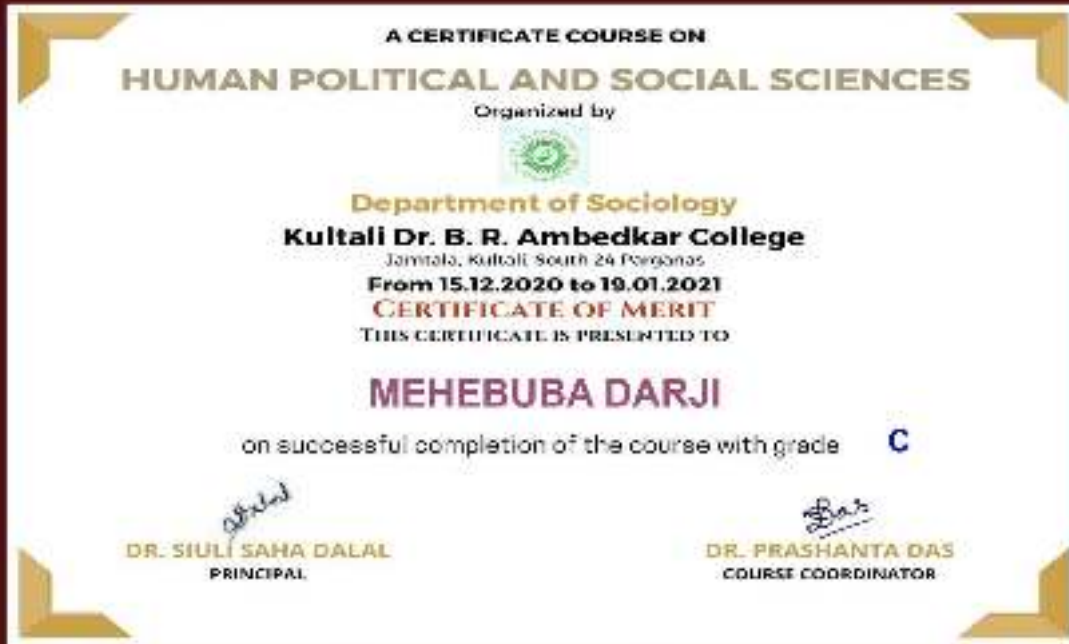 A CERTIFICATE COURSE ON
HUMAN POLITICAL AND SOCIAL SCIENCES
Organized by
Department of Sociology
Kultali Dr. B. R. Ambedkar College
Jamtala, Kultali, South 24 Parganas
From 15.12.2020 to 19.01.2021
CERTIFICATE OF MERIT
THIS CERTIFICATE IS PRESENTED TO
MEHEBUBA DARJI
on successful completion of the course with grade C
DR. SIULI SAHA DALAL
PRINCIPAL
Das
DR. PRASHANTA DAS
COURSE COORDINATOR